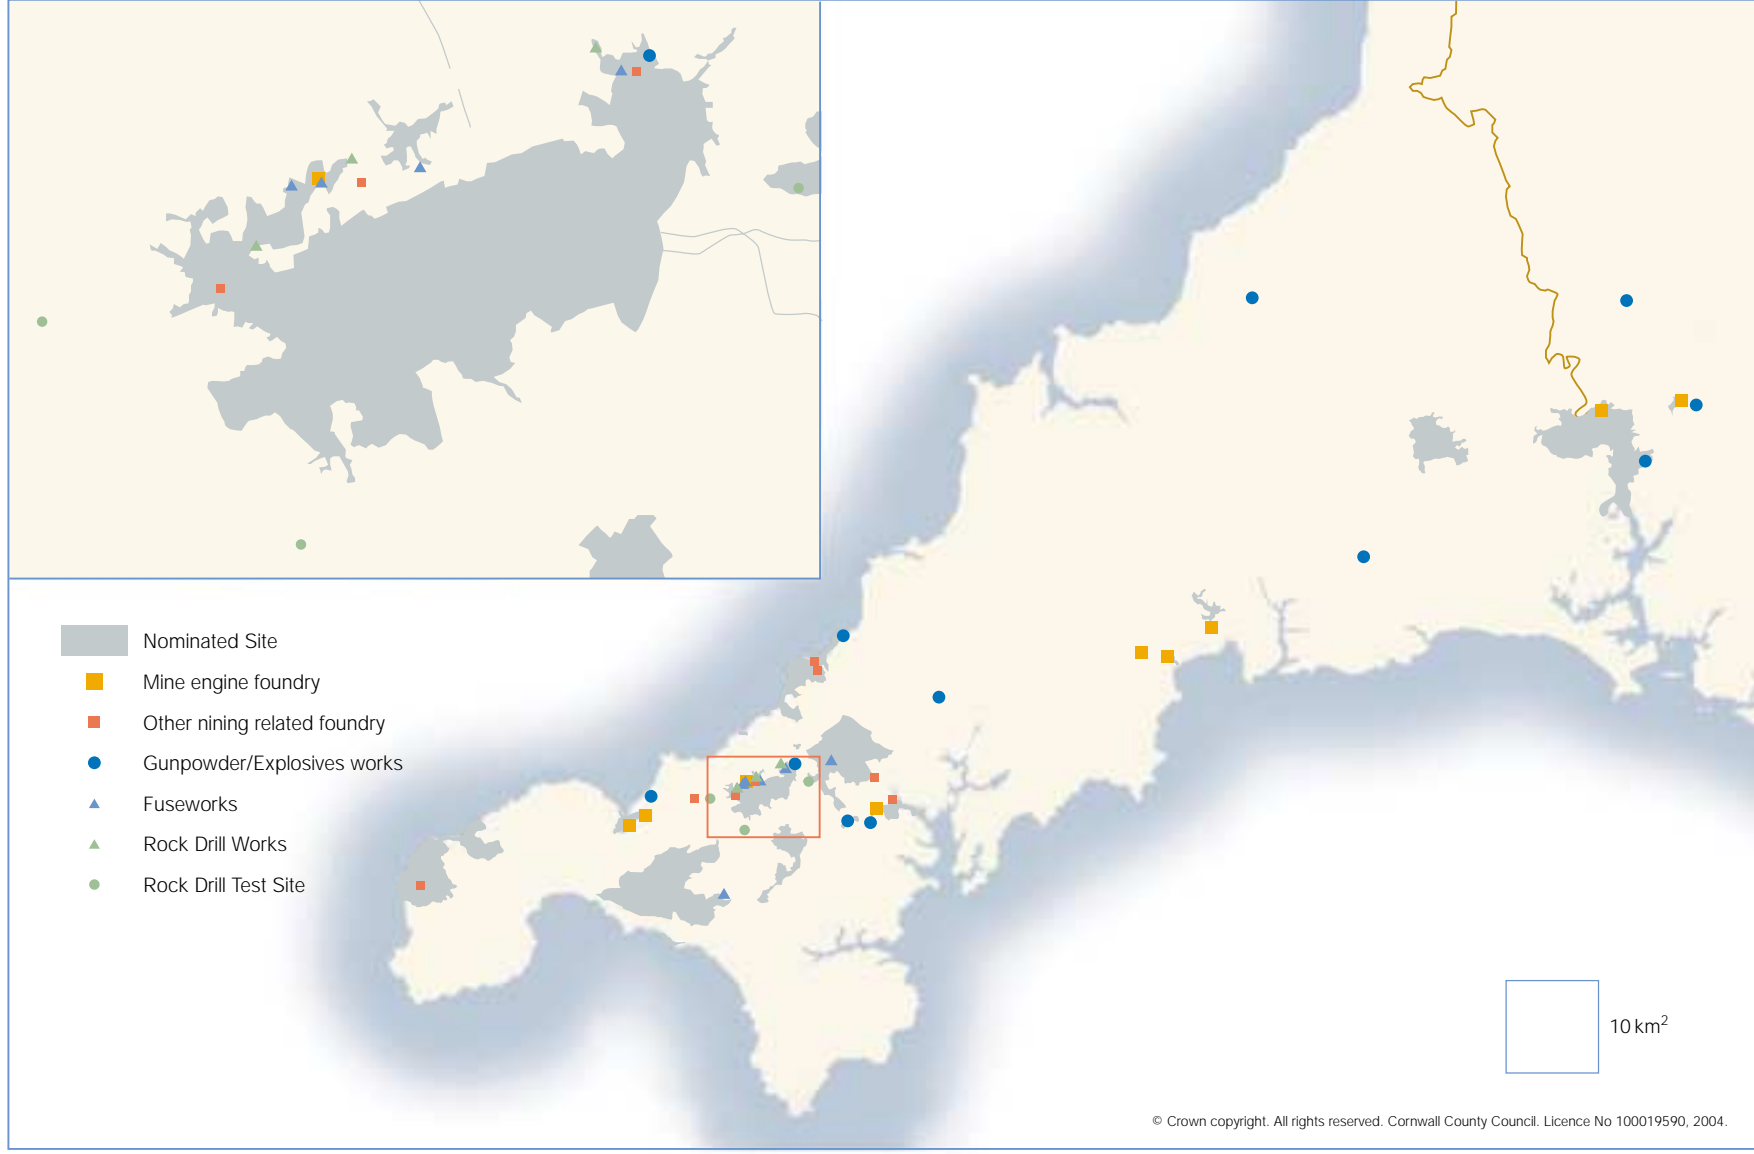 Nominated Site
Mine engine foundry
Other nining related foundry
Gunpowder/Explosives works
Fuseworks
Rock Drill Works
Rock Drill Test Site
10 km²
© Crown copyright. All rights reserved. Cornwall County Council. Licence No 100019590, 2004.